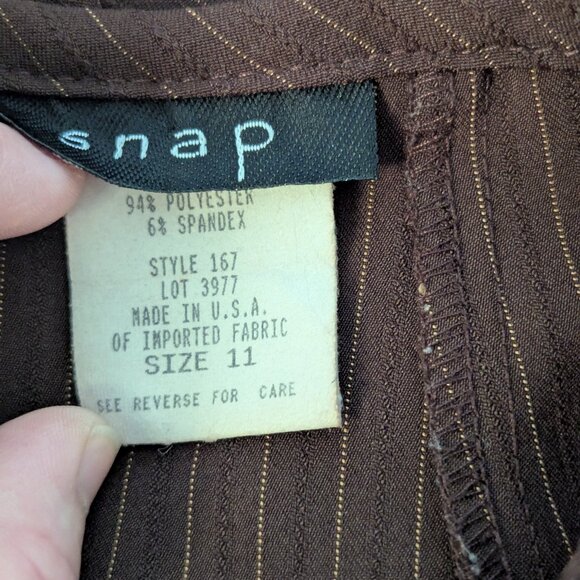 snap
94% POLYESTER
6% SPANDEX
STYLE 167
LOT 3977
MADE IN U.S.A.
OF IMPORTED FABRIC
SIZE 11
SEE REVERSE FOR CARE